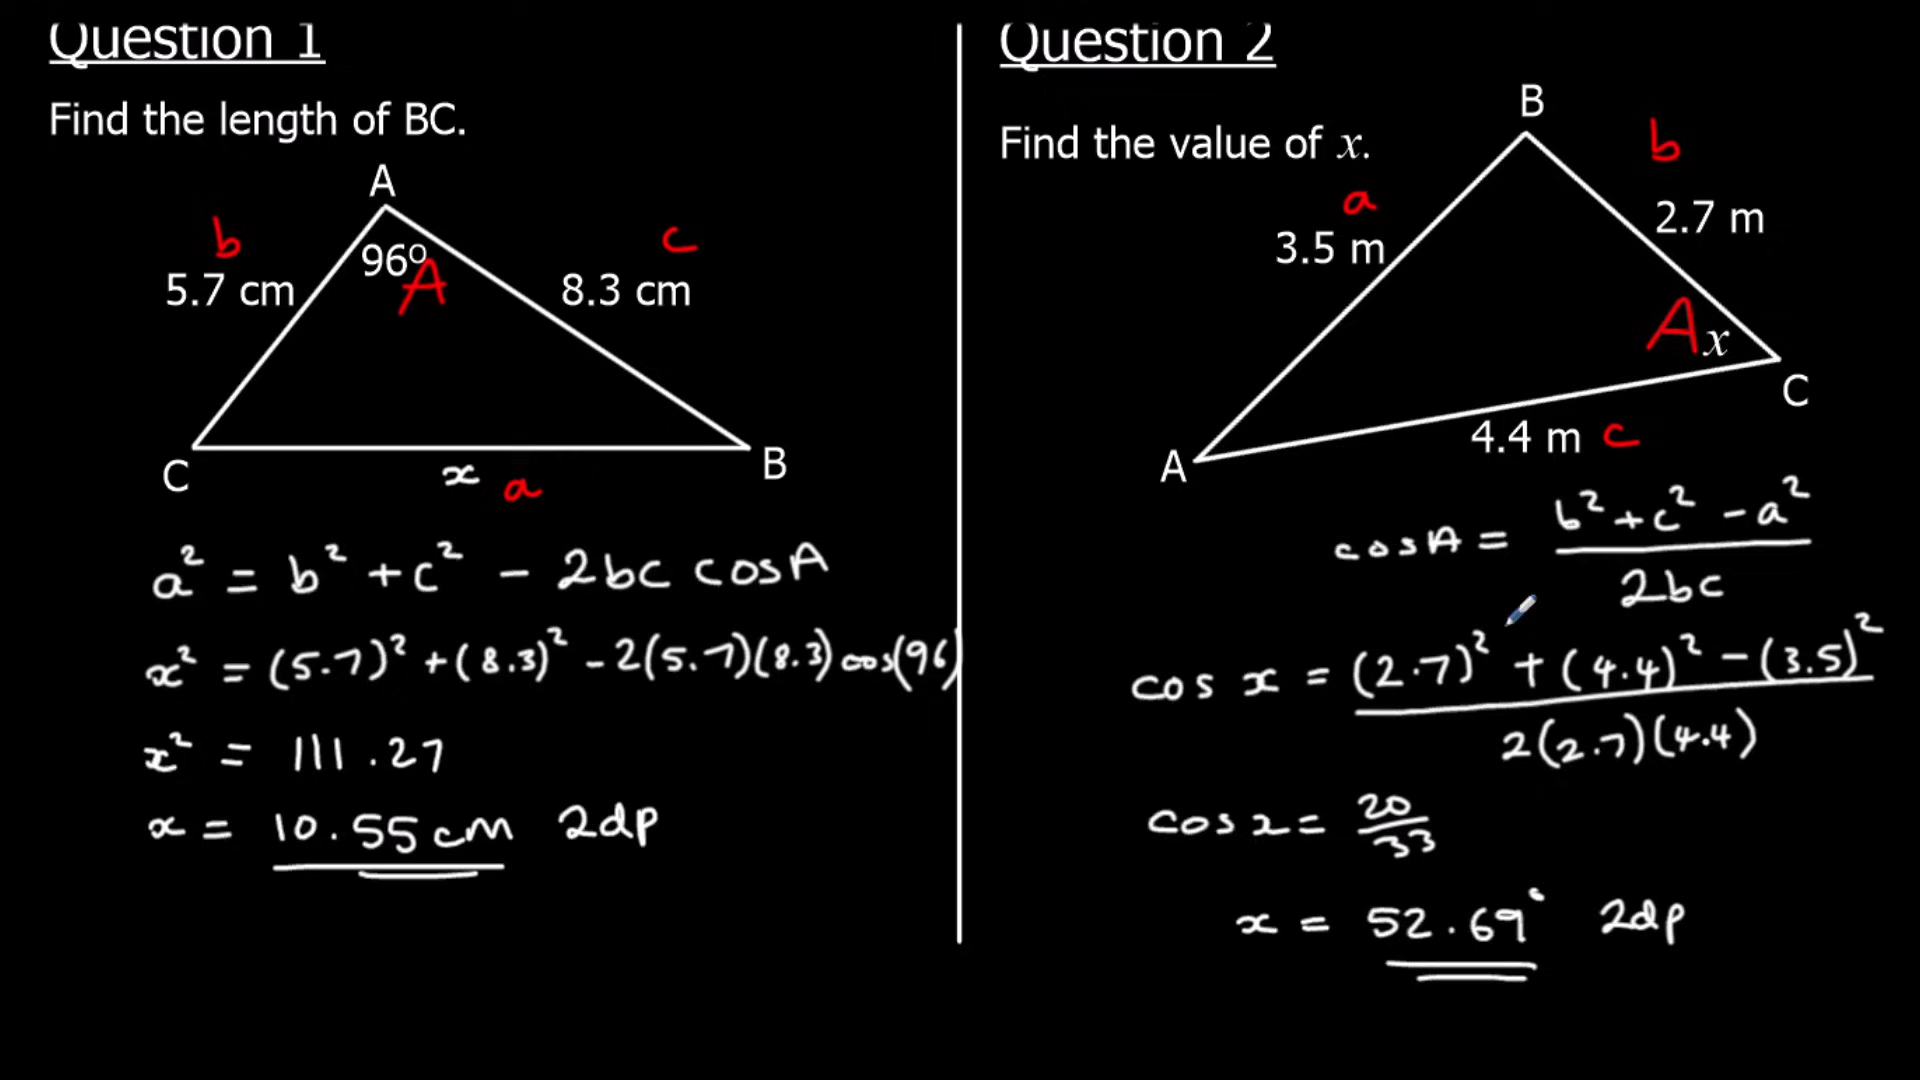 Question 1
Find the length of BC.
A
b
96°
A
c
5.7 cm
8.3 cm
C
x a
B
a² = b² + c² - 2bc cosA
x² = (5.7)² + (8.3)² - 2(5.7)(8.3) cos(96)
x² = 111.27
x = 10.55 cm 2dp
Question 2
Find the value of x.
B
b
a
3.5 m
2.7 m
A x
C
4.4 m c
A
cosA = b² + c² - a² / 2bc
cos x = (2.7)² + (4.4)² - (3.5)² / 2(2.7)(4.4)
cos x = 20/33
x = 52.69° 2dp